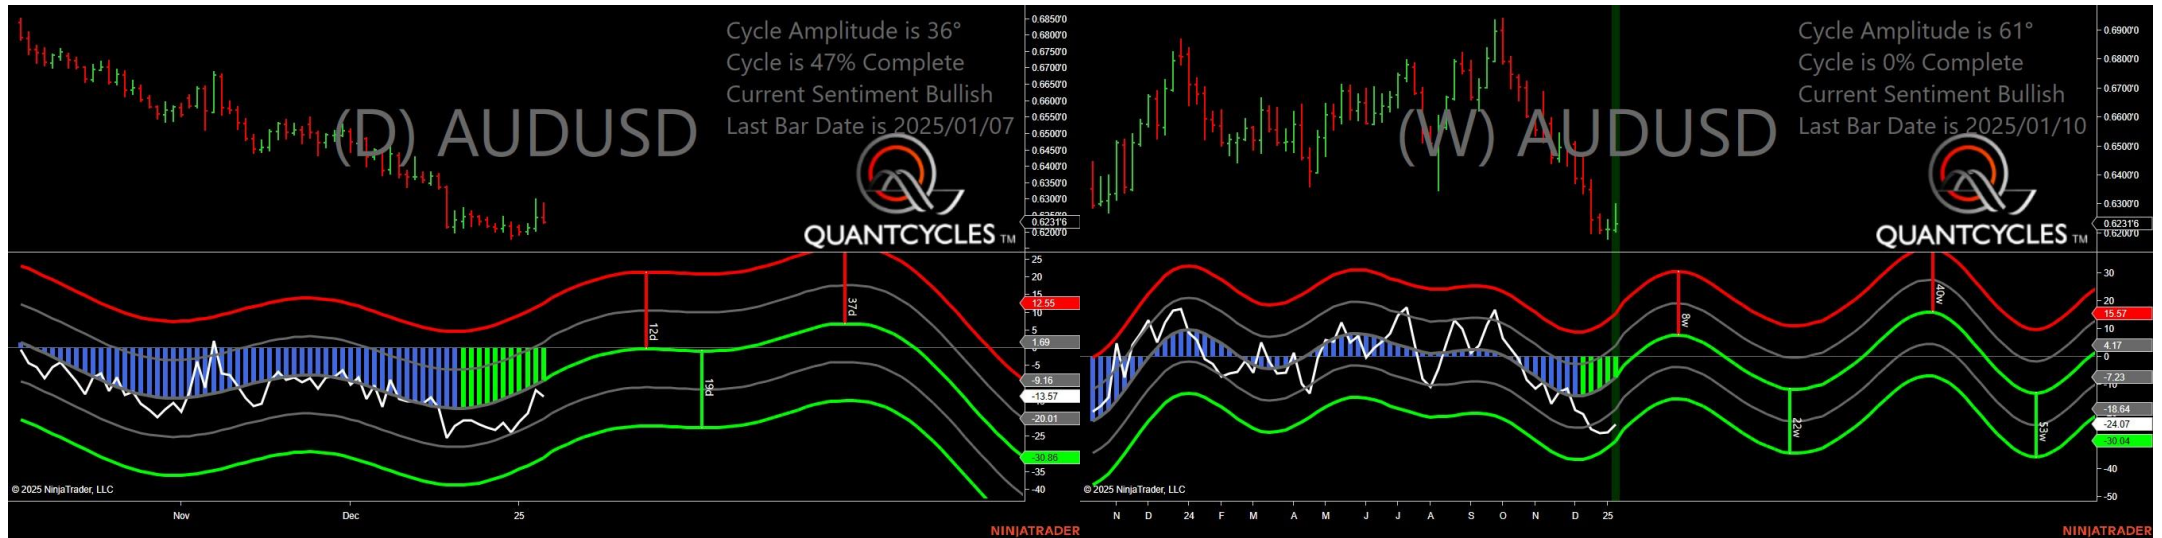 Cycle Amplitude is 36°
Cycle is 47% Complete
Current Sentiment Bullish
Last Bar Date is 2025/01/07
(D) AUDUSD
QUANTCYCLES TM
0.6850'0
0.6800'0
0.6750'0
0.6700'0
0.6650'0
0.6600'0
0.6550'0
0.6500'0
0.6450'0
0.6400'0
0.6350'0
0.6300'0
0.6231'6
0.6200'0
25
20
15
12.55
10
5
1.69
-5
-9.16
-13.57
-20.01
-25
-30.86
-35
-40
12d
19d
37d
© 2025 NinjaTrader, LLC
Nov
Dec
25
NINJATRADER
Cycle Amplitude is 61°
Cycle is 0% Complete
Current Sentiment Bullish
Last Bar Date is 2025/01/10
(W) AUDUSD
QUANTCYCLES TM
0.6900'0
0.6800'0
0.6700'0
0.6600'0
0.6500'0
0.6400'0
0.6300'0
0.6231'6
0.6200'0
30
20
15.57
10
4.17
0
-7.23
-18.64
-24.07
-30.04
-40
-50
8w
22w
40w
53w
© 2025 NinjaTrader, LLC
N D 24 F M A M J J A S O N D 25
NINJATRADER